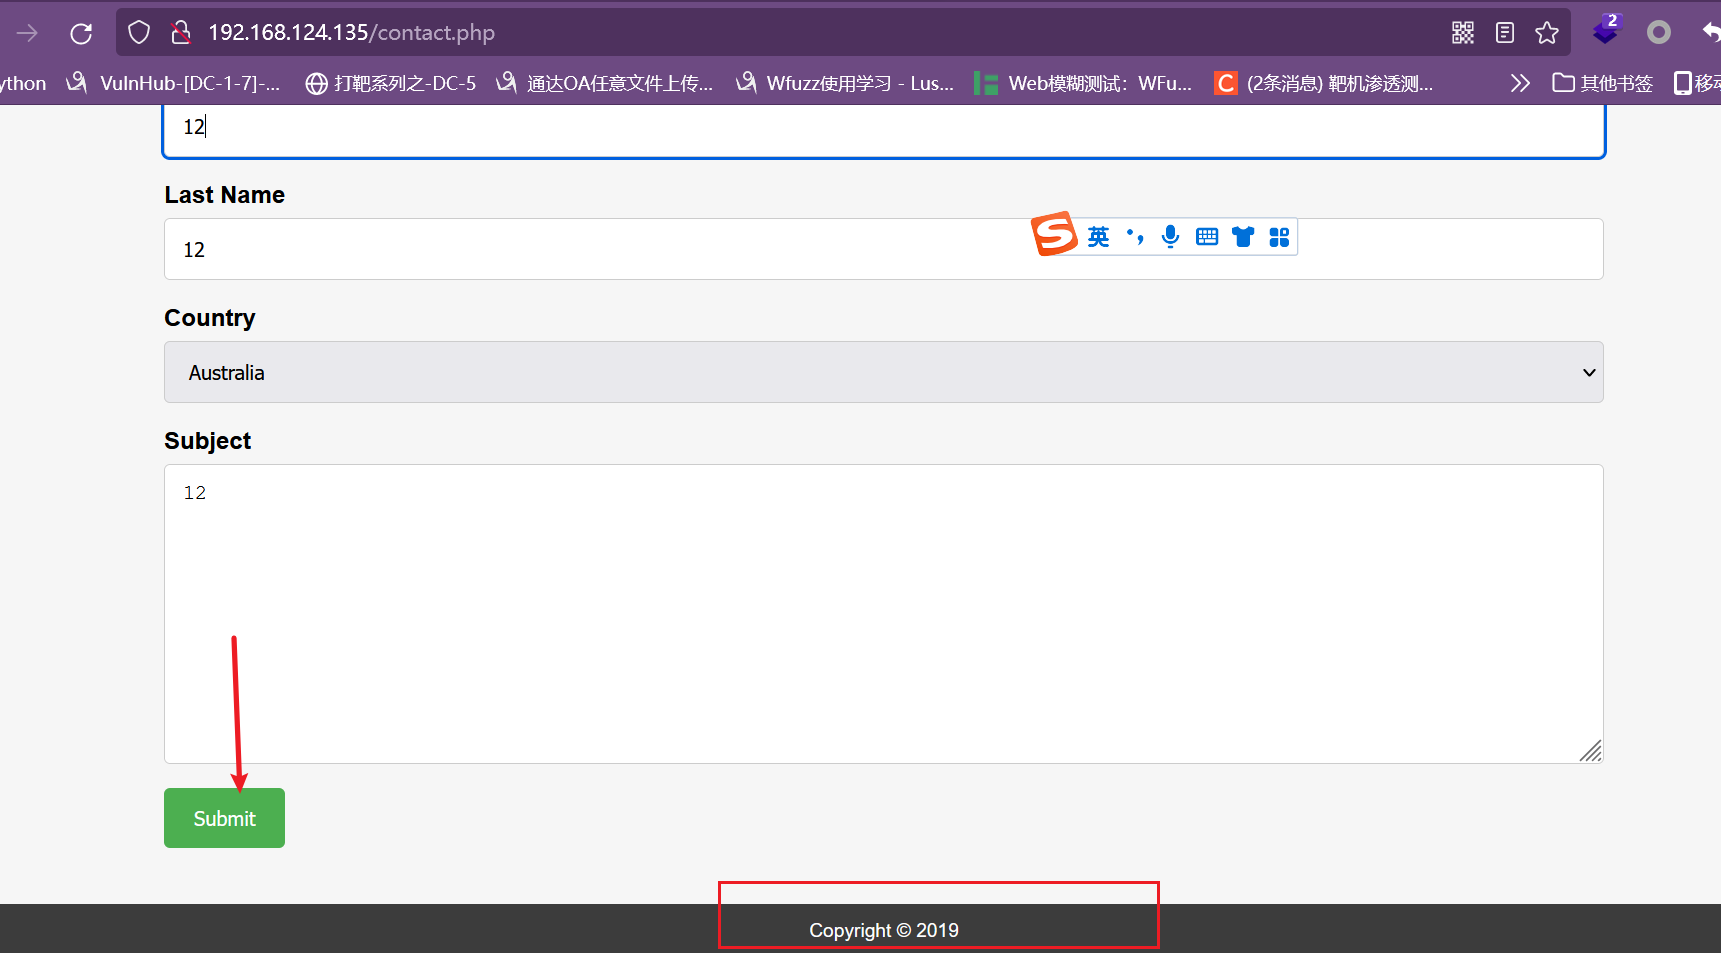 192.168.124.135/contact.php
2
ython
VulnHub-[DC-1-7]-...
打靶系列之-DC-5
通达OA任意文件上传...
Wfuzz使用学习 - Lus...
Web模糊测试：WFu...
C
(2条消息) 靶机渗透测...
其他书签
移动
12
Last Name
12
S
英
Country
Australia
Subject
12
Submit
Copyright © 2019